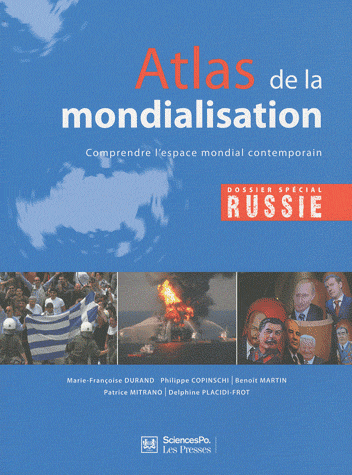 Atlas de la
mondialisation
Comprendre l'espace mondial contemporain
DOSSIER SPÉCIAL
RUSSIE
Marie-Françoise DURAND Philippe COPINSCHI | Benoît MARTIN
Patrice MITRANO | Delphine PLACIDI-FROT
SciencesPo.
Les Presses